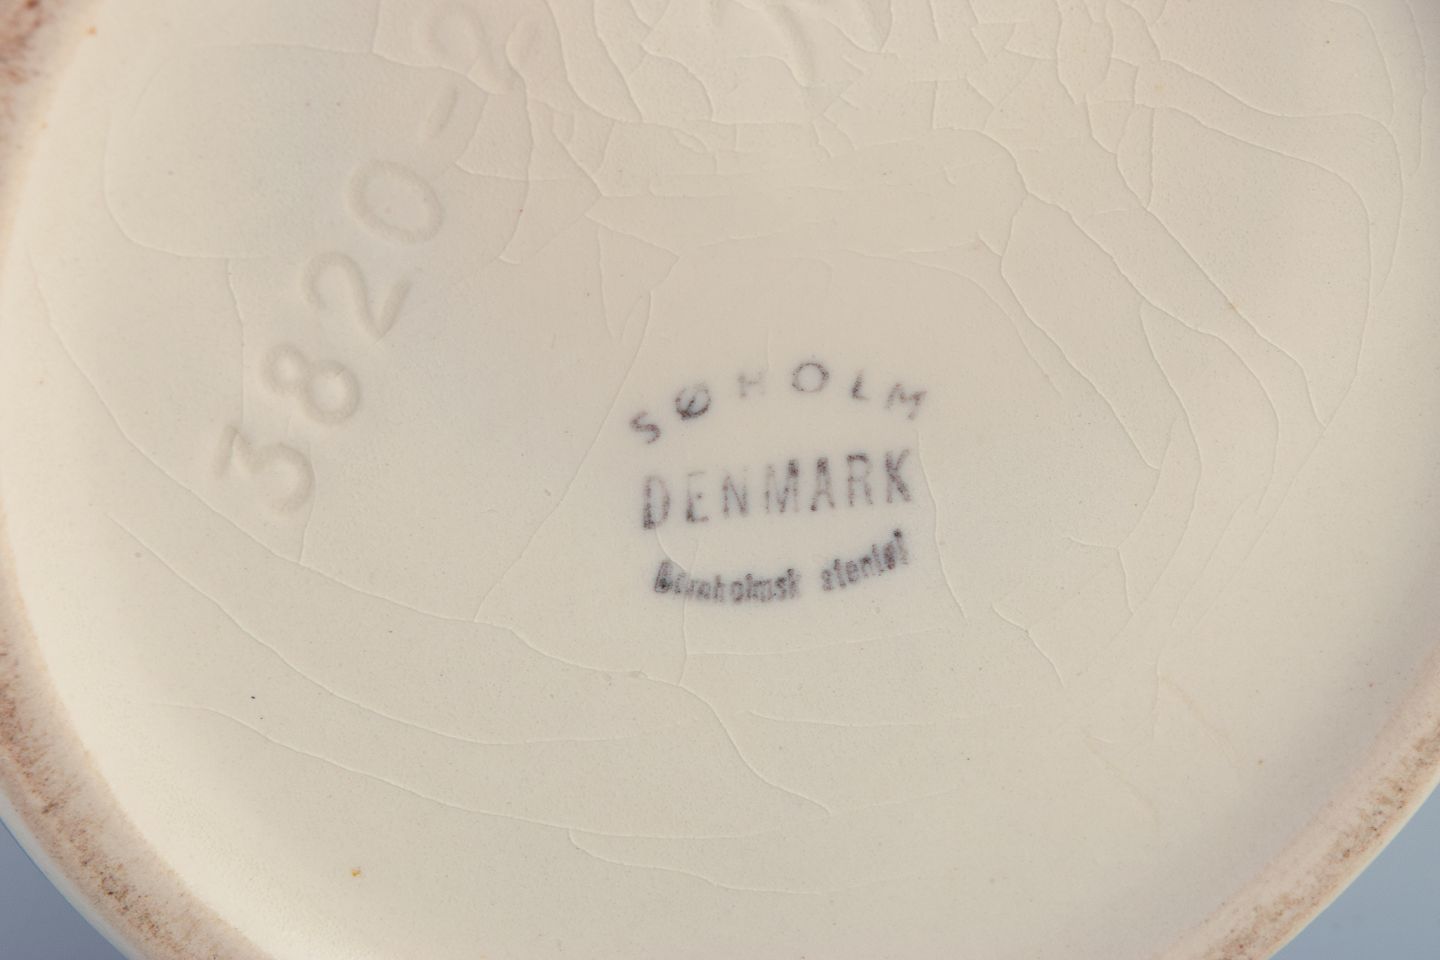 3820-2
SØHOLM
DENMARK
Bornholmsk stentøj